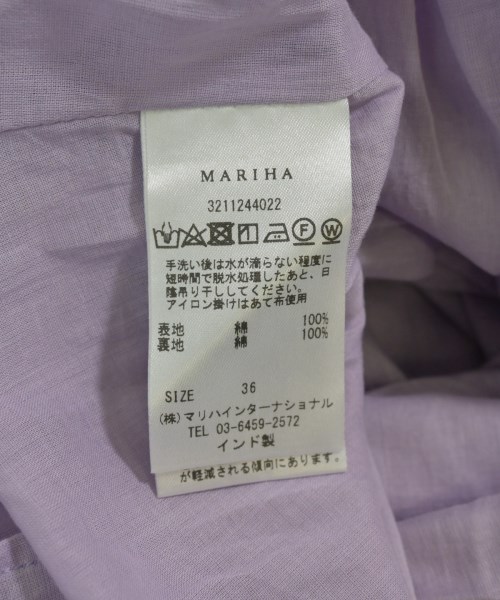 MARIHA
3211244022
F W
手洗い後は水が滴らない程度に
短時間で脱水処理したあと、日
陰吊り干ししてください。
アイロン掛けはあて布使用
表地 綿 100%
裏地 綿 100%
SIZE 36
(株)マリハインターナショナル
TEL 03-6459-2572
インド製
が軽減される傾向にあります。